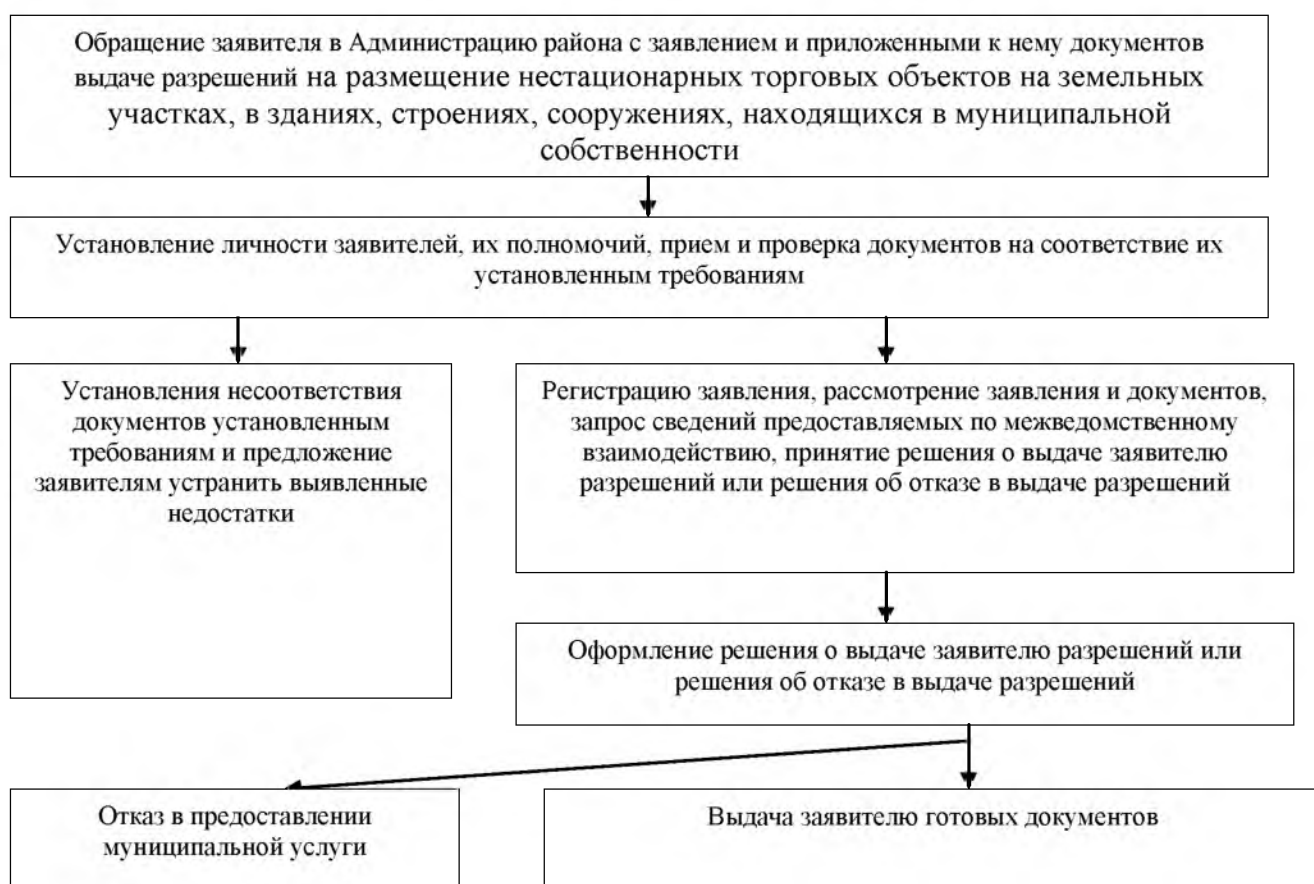 Обращение заявителя в Администрацию района с заявлением и приложенными к нему документов
выдаче разрешений на размещение нестационарных торговых объектов на земельных
участках, в зданиях, строениях, сооружениях, находящихся в муниципальной
собственности
Установление личности заявителей, их полномочий, прием и проверка документов на соответствие их
установленным требованиям
Установления несоответствия
документов установленным
требованиям и предложение
заявителям устранить выявленные
недостатки
Регистрацию заявления, рассмотрение заявления и документов,
запрос сведений предоставляемых по межведомственному
взаимодействию, принятие решения о выдаче заявителю
разрешений или решения об отказе в выдаче разрешений
Оформление решения о выдаче заявителю разрешений или
решения об отказе в выдаче разрешений
Отказ в предоставлении
муниципальной услуги
Выдача заявителю готовых документов